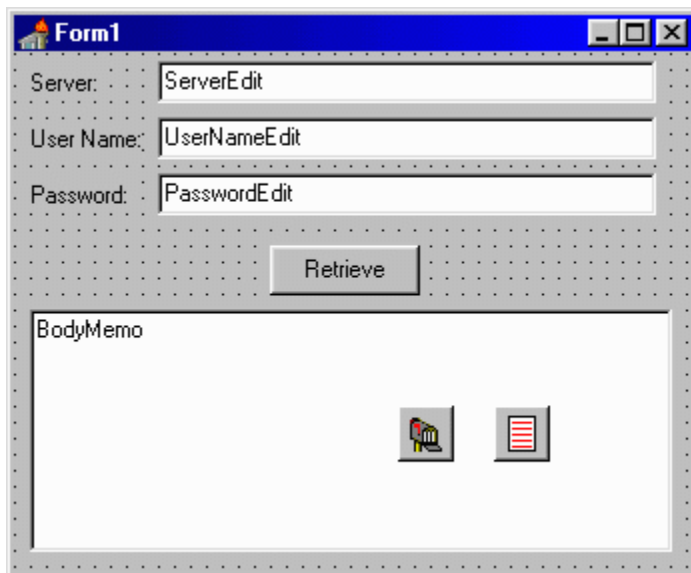 Form1
Server: ServerEdit
User Name: UserNameEdit
Password: PasswordEdit
Retrieve
BodyMemo